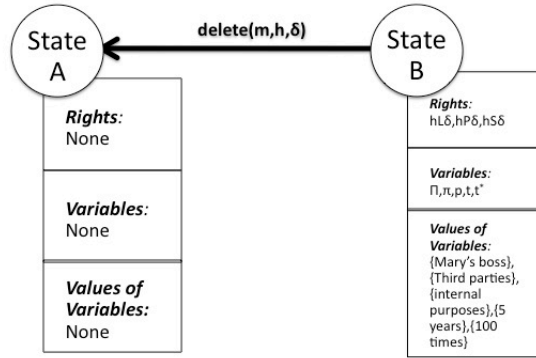 State
A
delete(m,h,δ)
State
B
Rights:
None
Variables:
None
Values of
Variables:
None
Rights:
hLδ,hPδ,hSδ
Variables:
Π,π,p,t,t*
Values of
Variables:
{Mary's boss},
{Third parties},
{internal
purposes},{5
years},{100
times}